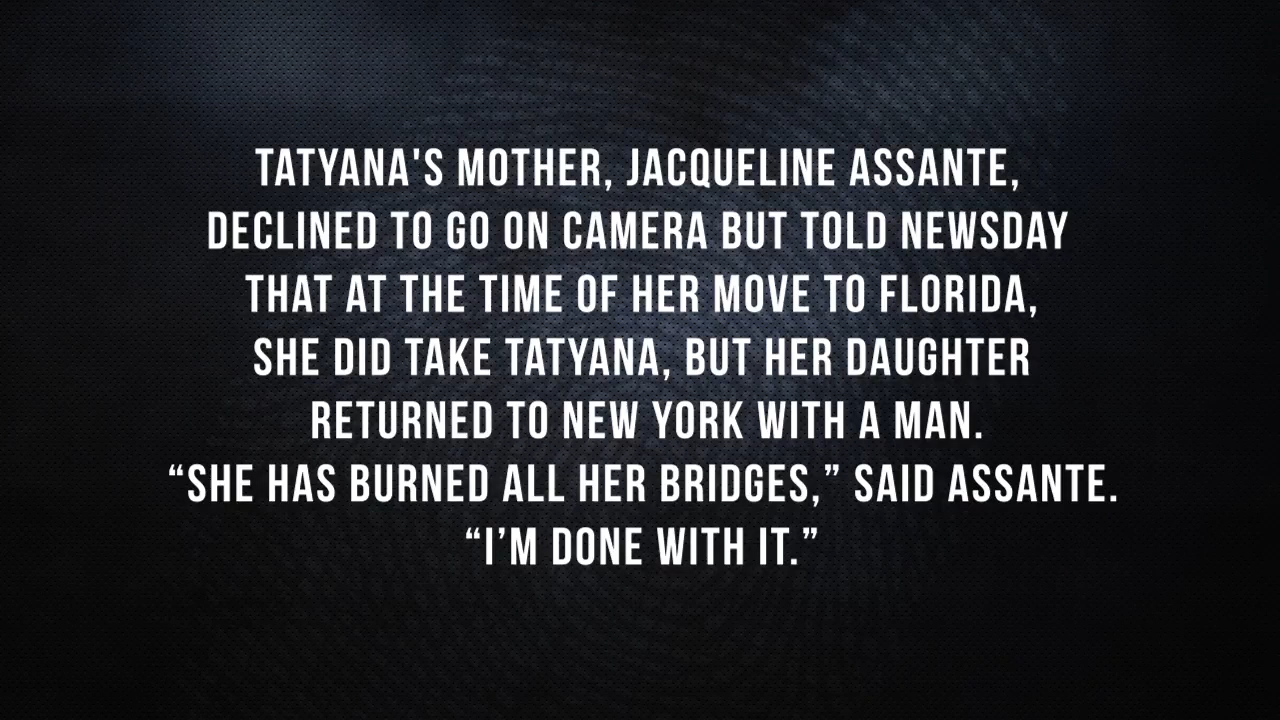 TATYANA'S MOTHER, JACQUELINE ASSANTE,
DECLINED TO GO ON CAMERA BUT TOLD NEWSDAY
THAT AT THE TIME OF HER MOVE TO FLORIDA,
SHE DID TAKE TATYANA, BUT HER DAUGHTER
RETURNED TO NEW YORK WITH A MAN.
“SHE HAS BURNED ALL HER BRIDGES,” SAID ASSANTE.
“I’M DONE WITH IT.”